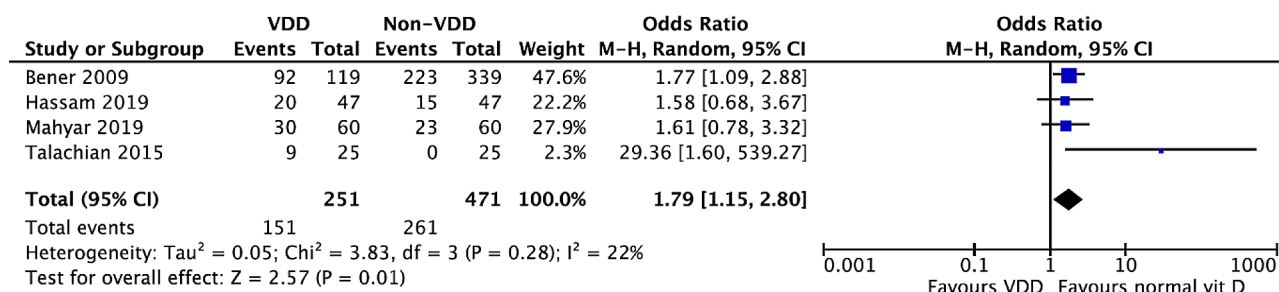 VDD Non-VDD Odds Ratio Odds Ratio
Study or Subgroup Events Total Events Total Weight M-H, Random, 95% CI M-H, Random, 95% CI
Bener 2009 92 119 223 339 47.6% 1.77 [1.09, 2.88]
Hassam 2019 20 47 15 47 22.2% 1.58 [0.68, 3.67]
Mahyar 2019 30 60 23 60 27.9% 1.61 [0.78, 3.32]
Talachian 2015 9 25 0 25 2.3% 29.36 [1.60, 539.27]
Total (95% CI) 251 471 100.0% 1.79 [1.15, 2.80]
Total events 151 261
Heterogeneity: Tau² = 0.05; Chi² = 3.83, df = 3 (P = 0.28); I² = 22%
Test for overall effect: Z = 2.57 (P = 0.01)
0.001 0.1 1 10 1000
Favours VDD Favours normal vit D